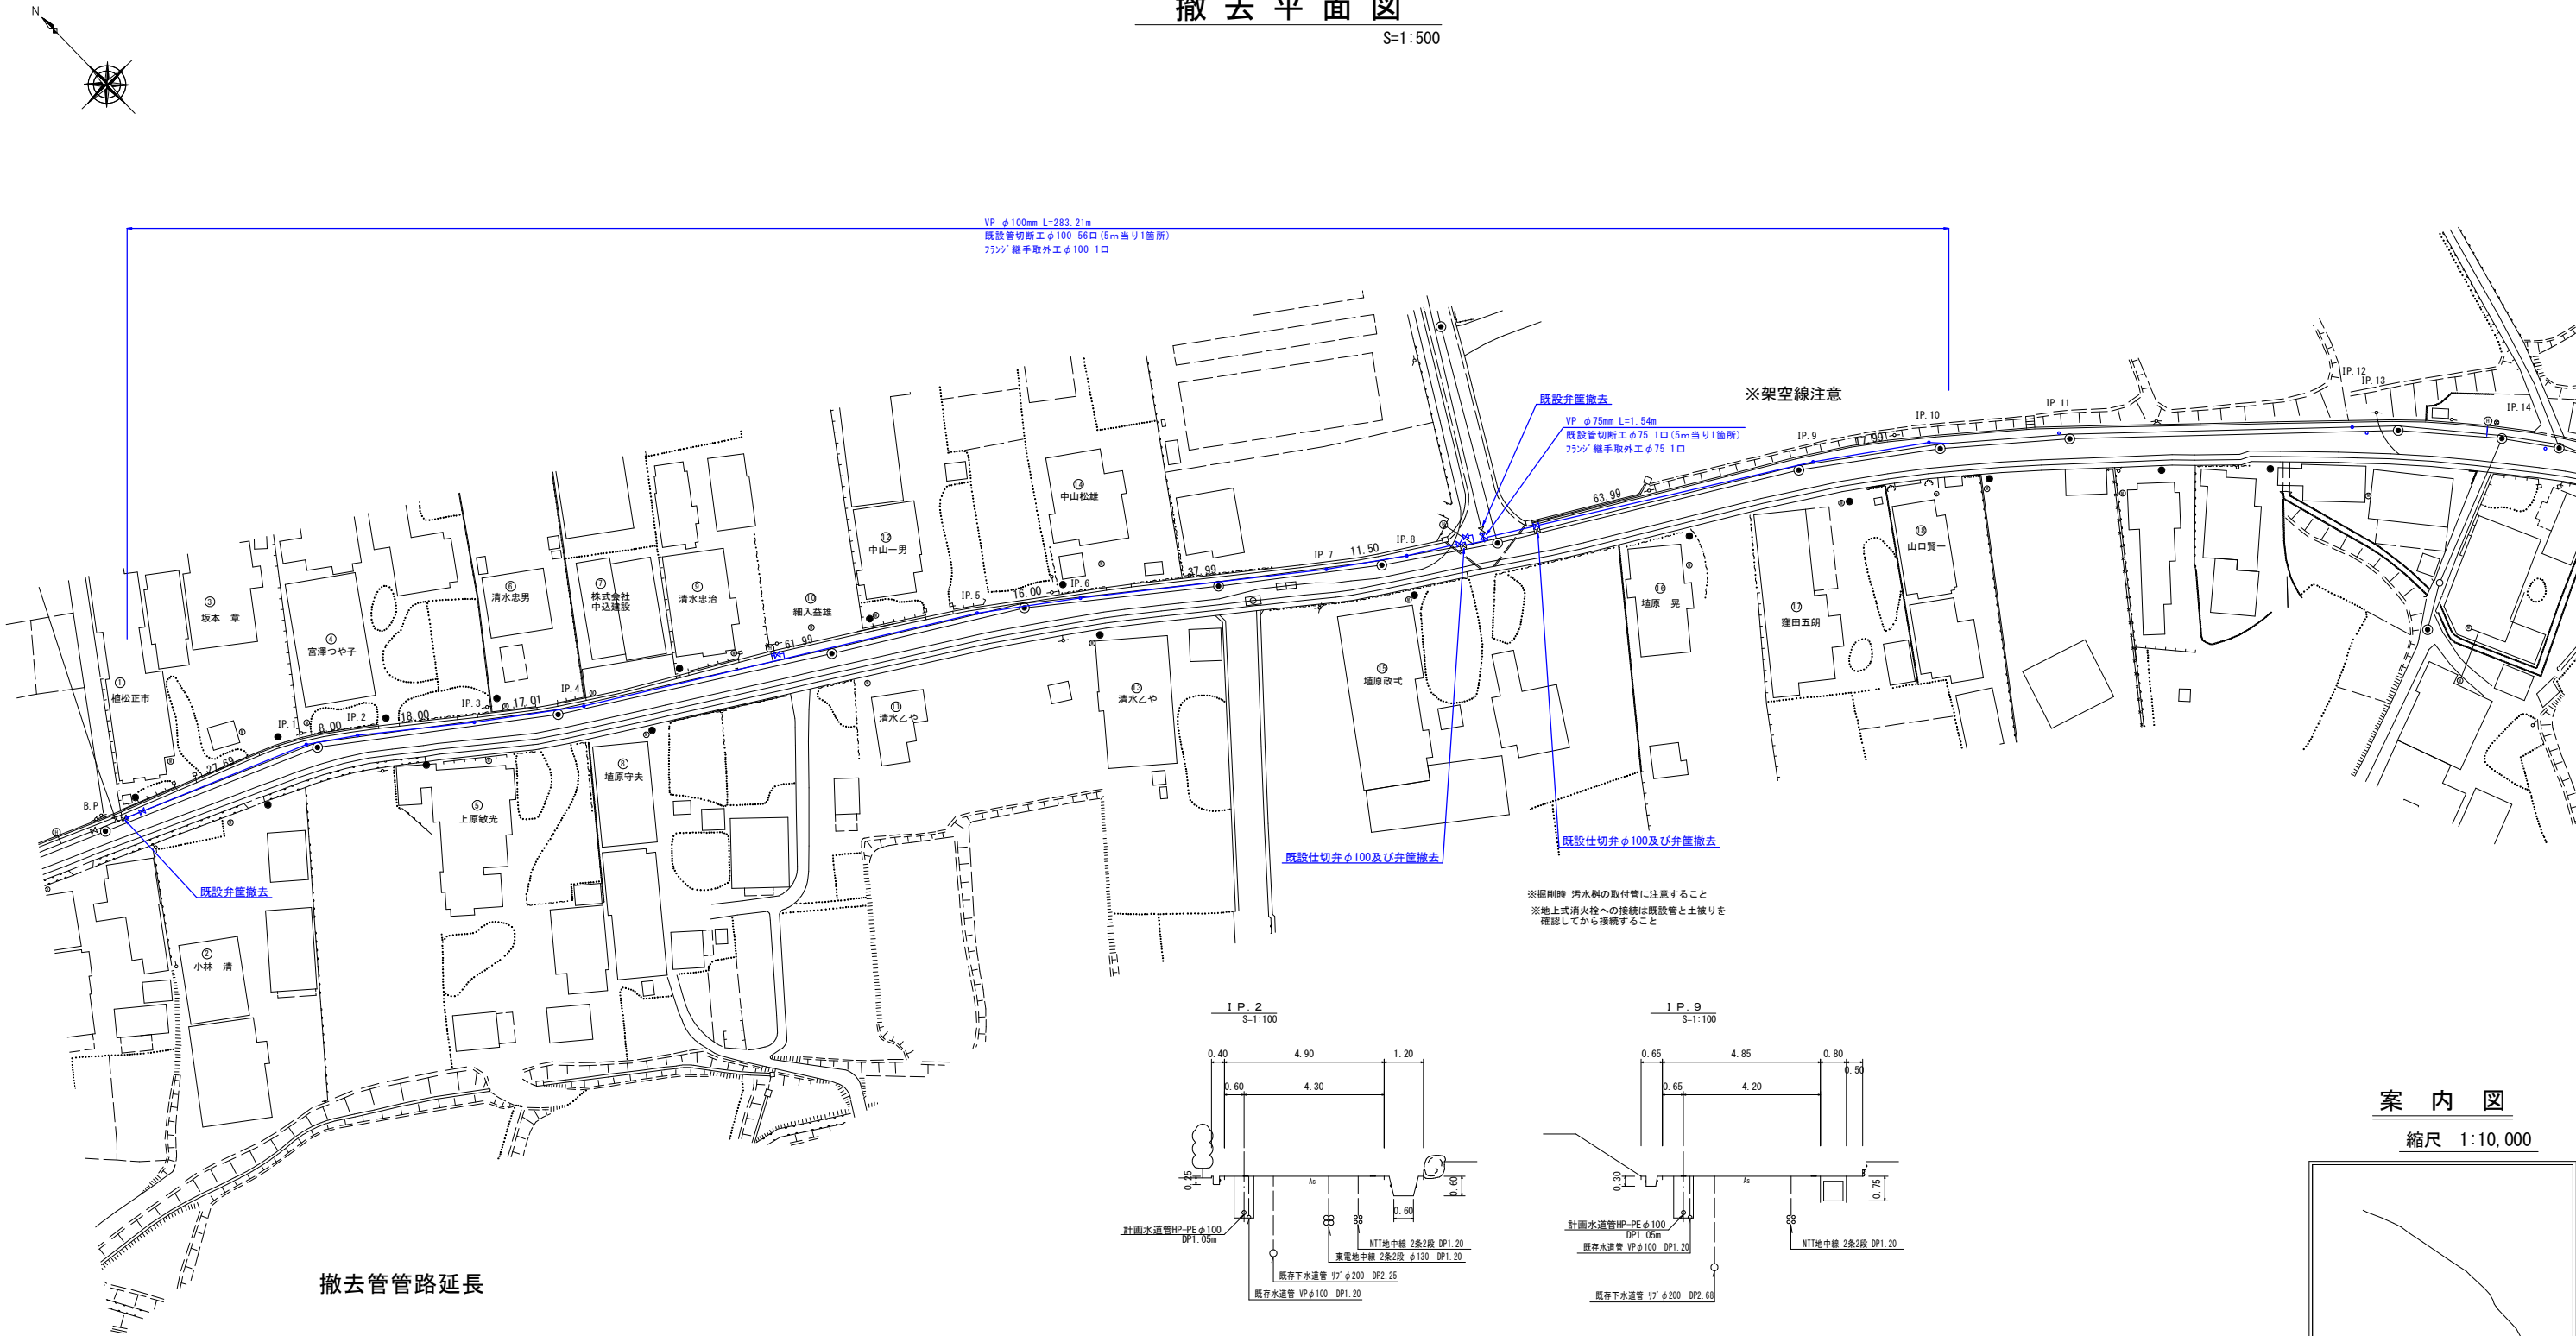 撤去平面図
S=1:500
N
VP φ100mm L=283.21m
既設管切断工φ100 56口(5m当り1箇所)
フランジ継手取外工φ100 1口
既設弁筐撤去
VP φ75mm L=1.54m
既設管切断工φ75 1口(5m当り1箇所)
フランジ継手取外工φ75 1口
※架空線注意
IP.12
IP.13
IP.14
IP.11
IP.10
IP.9
17.99
63.99
IP.8
11.50
IP.7
37.99
IP.6
16.00
IP.5
61.99
IP.4
17.01
IP.3
18.00
IP.2
8.00
IP.1
27.69
B.P
①
植松正市
③
坂本 章
④
宮澤つや子
⑥
清水忠男
⑦
株式会社
中込建設
⑨
清水忠治
⑩
細入益雄
⑫
中山一男
⑭
中山松雄
⑱
山口賢一
⑯
埴原 晃
⑰
窪田五朗
⑮
埴原政弌
⑬
清水乙や
⑪
清水乙や
⑧
埴原守夫
⑤
上原敏光
②
小林 清
既設弁筐撤去
既設仕切弁φ100及び弁筐撤去
既設仕切弁φ100及び弁筐撤去
※掘削時 汚水桝の取付管に注意すること
※地上式消火栓への接続は既設管と土被りを
確認してから接続すること
IP.2
S=1:100
0.40
4.90
1.20
0.60
4.30
0.25
As
0.60
0.60
計画水道管HP-PEφ100
DP1.05m
NTT地中線 2条2段 DP1.20
東電地中線 2条2段 φ130 DP1.20
既存下水道管 リブφ200 DP2.25
既存水道管 VPφ100 DP1.20
IP.9
S=1:100
0.65
4.85
0.80
0.50
0.65
4.20
0.30
As
0.75
計画水道管HP-PEφ100
DP1.05m
既存水道管 VPφ100 DP1.20
NTT地中線 2条2段 DP1.20
既存下水道管 リブφ200 DP2.68
撤去管管路延長
案内図
縮尺 1:10,000